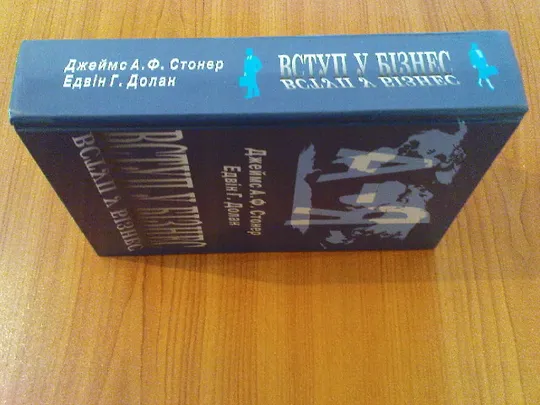 Джеймс А. Ф. Стонер
Едвін Г. Долан
ВСТУП У БІЗНЕС
ВСТУП У БІЗНЕС
Джеймс А.Ф. Стонер
Едвін Г. Долан
ВСТУП У БІЗНЕС
ВСТУП У БІЗНЕС